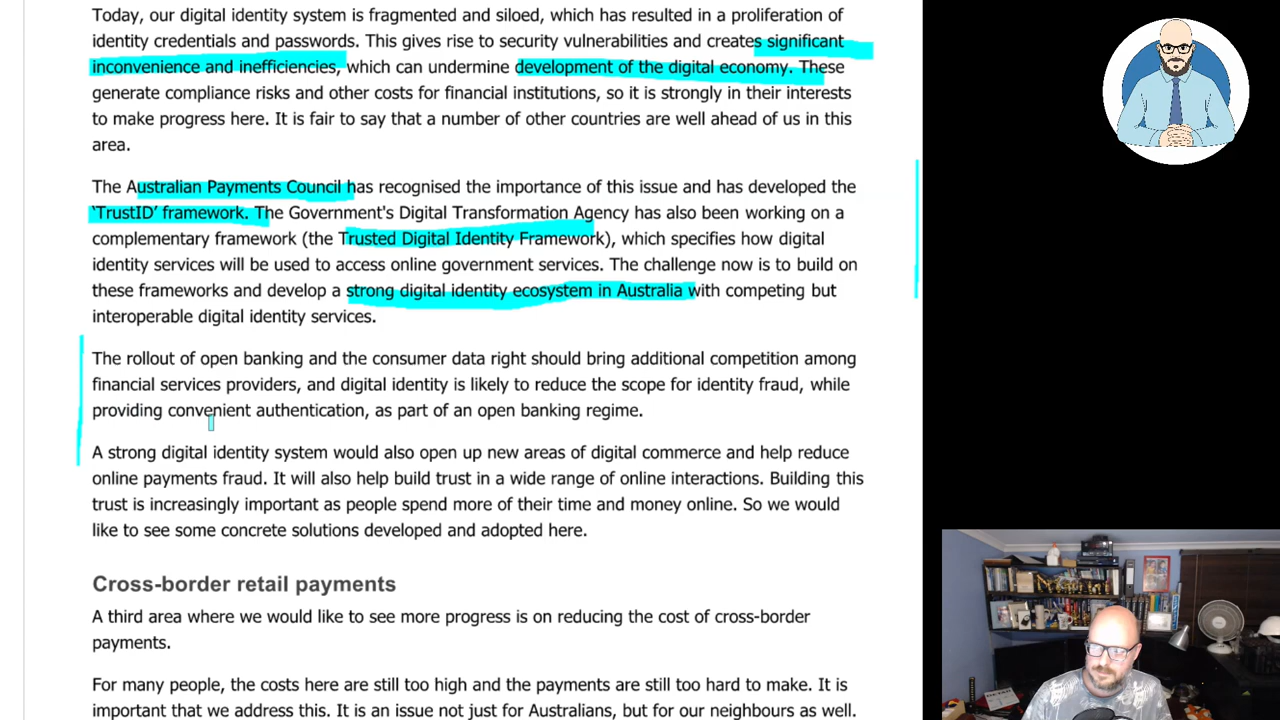 Today, our digital identity system is fragmented and siloed, which has resulted in a proliferation of
identity credentials and passwords. This gives rise to security vulnerabilities and creates significant
inconvenience and inefficiencies, which can undermine development of the digital economy. These
generate compliance risks and other costs for financial institutions, so it is strongly in their interests
to make progress here. It is fair to say that a number of other countries are well ahead of us in this
area.
The Australian Payments Council has recognised the importance of this issue and has developed the
‘TrustID’ framework. The Government's Digital Transformation Agency has also been working on a
complementary framework (the Trusted Digital Identity Framework), which specifies how digital
identity services will be used to access online government services. The challenge now is to build on
these frameworks and develop a strong digital identity ecosystem in Australia with competing but
interoperable digital identity services.
The rollout of open banking and the consumer data right should bring additional competition among
financial services providers, and digital identity is likely to reduce the scope for identity fraud, while
providing convenient authentication, as part of an open banking regime.
A strong digital identity system would also open up new areas of digital commerce and help reduce
online payments fraud. It will also help build trust in a wide range of online interactions. Building this
trust is increasingly important as people spend more of their time and money online. So we would
like to see some concrete solutions developed and adopted here.
Cross-border retail payments
A third area where we would like to see more progress is on reducing the cost of cross-border
payments.
For many people, the costs here are still too high and the payments are still too hard to make. It is
important that we address this. It is an issue not just for Australians, but for our neighbours as well.